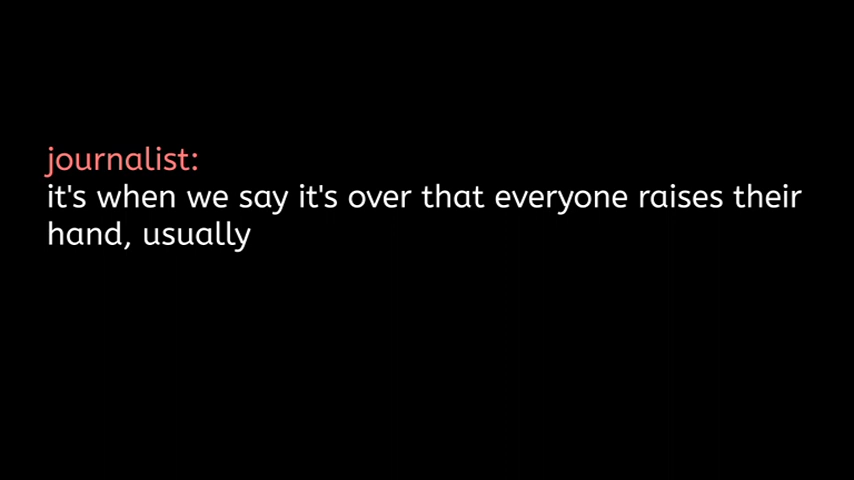 journalist:
it's when we say it's over that everyone raises their
hand, usually